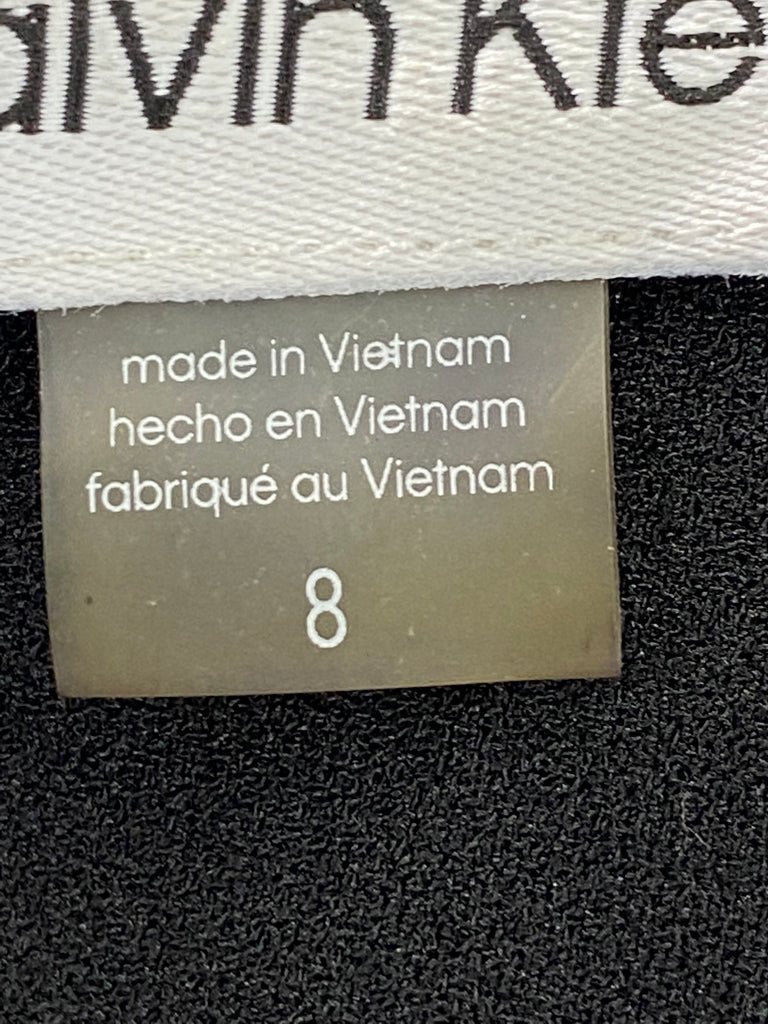 alvin Kle
made in Vietnam
hecho en Vietnam
fabriqué au Vietnam
8